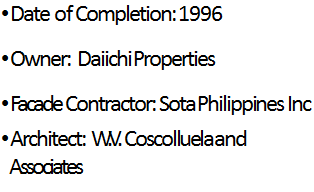 •Date of Completion: 1996
•Owner: Daiichi Properties
•Facade Contractor: Sota Philippines Inc
•Architect: W.V. Coscolluela and
Associates